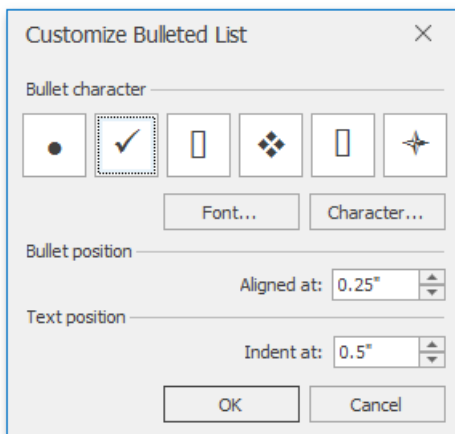 Customize Bulleted List
Bullet character
Font... Character...
Bullet position
Aligned at: 0.25"
Text position
Indent at: 0.5"
OK Cancel